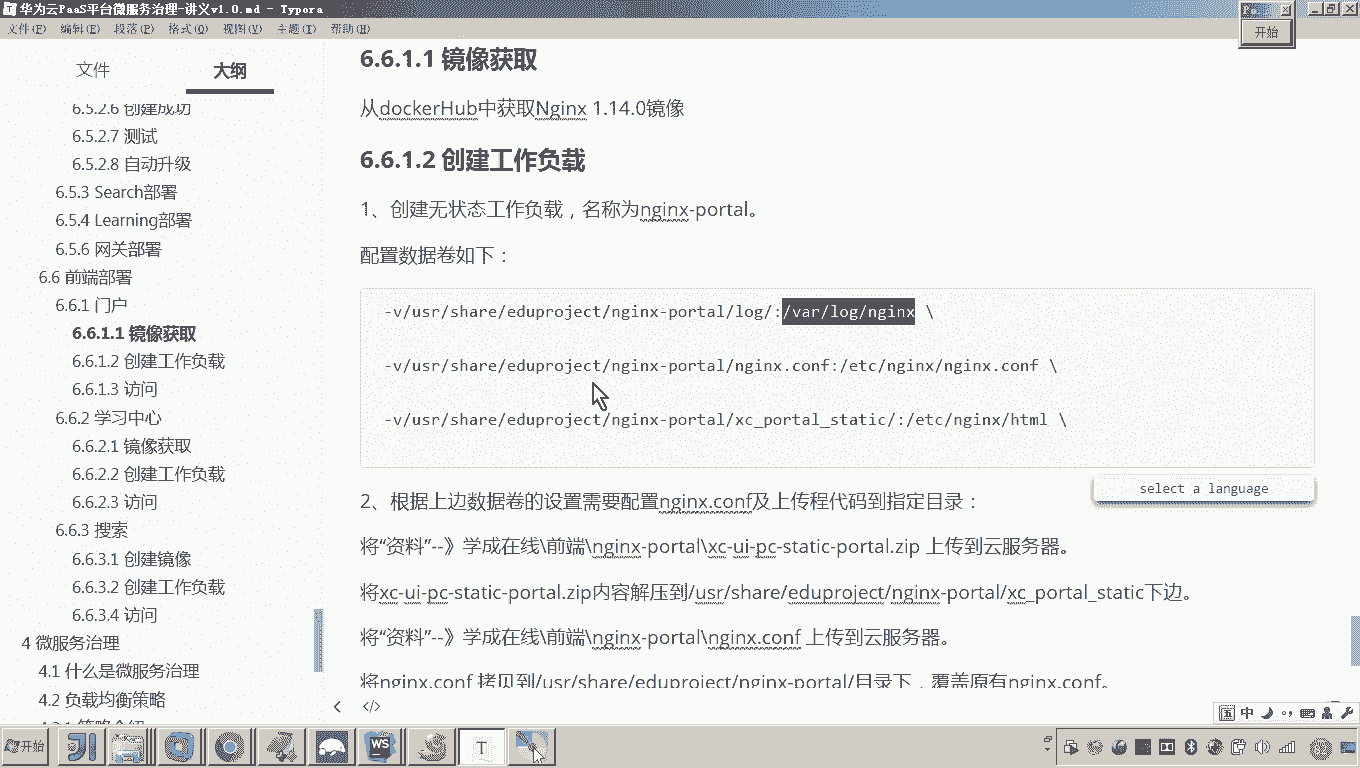 华为云PaaS平台微服务治理-讲义v1.0.md - Typora
文件(F) 编辑(E) 段落(P) 格式(O) 视图(V) 主题(T) 帮助(H)
开始
文件
大纲
6.5.2.6 创建成功
6.5.2.7 测试
6.5.2.8 自动升级
6.5.3 Search部署
6.5.4 Learning部署
6.5.6 网关部署
6.6 前端部署
6.6.1 门户
6.6.1.1 镜像获取
6.6.1.2 创建工作负载
6.6.1.3 访问
6.6.2 学习中心
6.6.2.1 镜像获取
6.6.2.2 创建工作负载
6.6.2.3 访问
6.6.3 搜索
6.6.3.1 创建镜像
6.6.3.2 创建工作负载
6.6.3.4 访问
4 微服务治理
4.1 什么是微服务治理
4.2 负载均衡策略
6.6.1.1 镜像获取
从dockerHub中获取Nginx 1.14.0镜像
6.6.1.2 创建工作负载
1、创建无状态工作负载，名称为nginx-portal。
配置数据卷如下：
-v/usr/share/eduproject/nginx-portal/log/:/var/log/nginx \
-v/usr/share/eduproject/nginx-portal/nginx.conf:/etc/nginx/nginx.conf \
-v/usr/share/eduproject/nginx-portal/xc_portal_static/:/etc/nginx/html \
select a language
2、根据上边数据卷的设置需要配置nginx.conf及上传程代码到指定目录：
将“资料”--》学成在线\前端\nginx-portal\xc-ui-pc-static-portal.zip 上传到云服务器。
将xc-ui-pc-static-portal.zip内容解压到/usr/share/eduproject/nginx-portal/xc_portal_static下边。
将“资料”--》学成在线\前端\nginx-portal\nginx.conf 上传到云服务器。
将nginx.conf 拷贝到/usr/share/eduproject/nginx-portal/目录下，覆盖原有nginx.conf。
</>
五 中
开始
WS
T